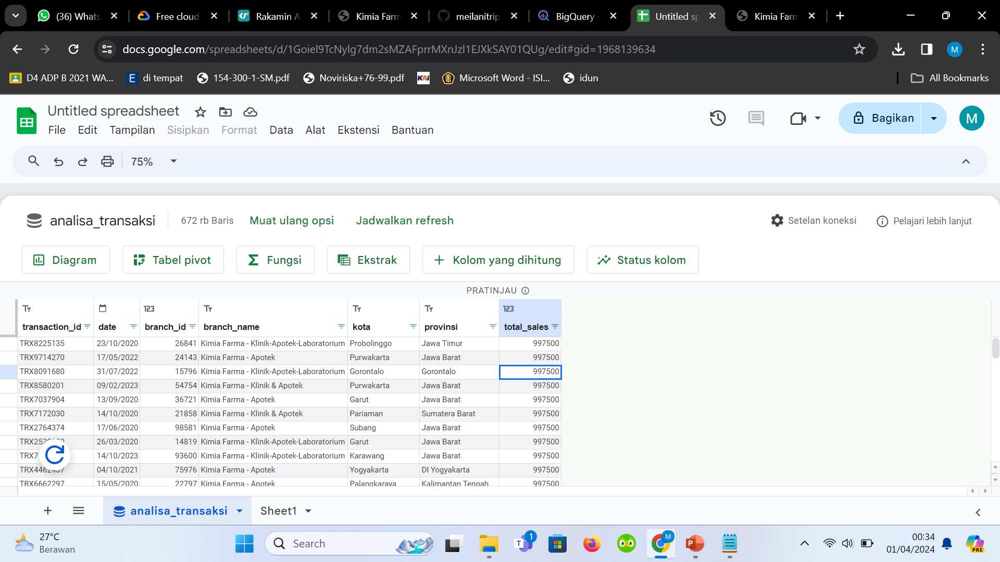 (36) Whats
Free cloud
Rakamin A
Kimia Farm
meilanitrip
BigQuery -
Untitled sp
Kimia Farm
docs.google.com/spreadsheets/d/1Goiel9TcNylg7dm2sMZAFprrMXnJzl1EJXkSAY01QUg/edit#gid=1968139634
M
D4 ADP B 2021 WA...
E di tempat
154-300-1-SM.pdf
Noviriska+76-99.pdf
KAI
Microsoft Word - ISI...
idun
All Bookmarks
Untitled spreadsheet
File Edit Tampilan Sisipkan Format Data Alat Ekstensi Bantuan
Bagikan
M
75%
analisa_transaksi
672 rb Baris
Muat ulang opsi
Jadwalkan refresh
Setelan koneksi
Pelajari lebih lanjut
Diagram
Tabel pivot
Fungsi
Ekstrak
Kolom yang dihitung
Status kolom
PRATINJAU
Tт 123 Tт Tт Tт 123
transaction_id date branch_id branch_name kota provinsi total_sales
TRX8225135 23/10/2020 26841 Kimia Farma - Klinik-Apotek-Laboratorium Probolinggo Jawa Timur 997500
TRX9714270 17/05/2022 24143 Kimia Farma - Apotek Purwakarta Jawa Barat 997500
TRX8091680 31/07/2022 15796 Kimia Farma - Klinik-Apotek-Laboratorium Gorontalo Gorontalo 997500
TRX8580201 09/02/2023 54754 Kimia Farma - Klinik & Apotek Purwakarta Jawa Barat 997500
TRX7037904 13/09/2020 36721 Kimia Farma - Apotek Garut Jawa Barat 997500
TRX7172030 14/10/2020 21858 Kimia Farma - Klinik & Apotek Pariaman Sumatera Barat 997500
TRX2764374 17/06/2020 98581 Kimia Farma - Apotek Subang Jawa Barat 997500
26/03/2020 14819 Kimia Farma - Klinik-Apotek-Laboratorium Garut Jawa Barat 997500
TRX7 14/10/2023 93600 Kimia Farma - Klinik-Apotek-Laboratorium Karawang Jawa Barat 997500
04/10/2021 75976 Kimia Farma - Apotek Yogyakarta DI Yogyakarta 997500
TRX6662297 15/05/2020 22797 Kimia Farma - Apotek Palangkaraya Kalimantan Tengah 997500
analisa_transaksi
Sheet1
27°C
Berawan
Search
1
M
00:34
01/04/2024
PRE